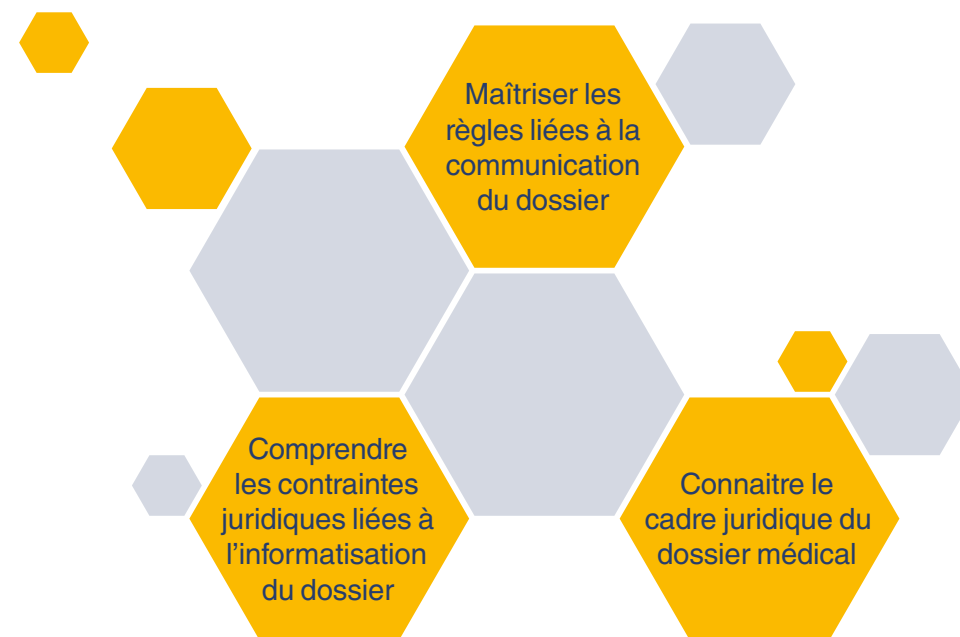 Maîtriser les
règles liées à la
communication
du dossier
Comprendre
les contraintes
juridiques liées à
l’informatisation
du dossier
Connaitre le
cadre juridique du
dossier médical